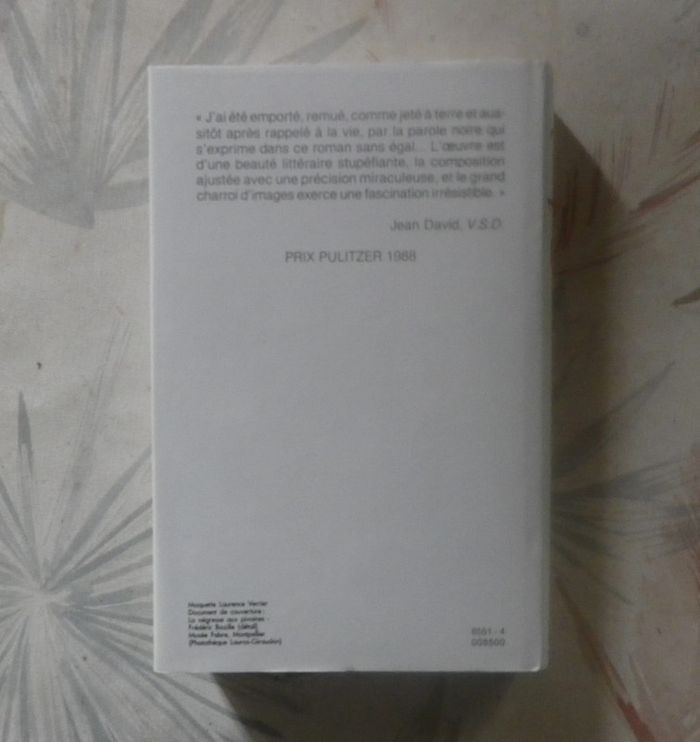 « J'ai été emporté, remué, comme jeté à terre et aus-
sitôt après rappelé à la vie, par la parole noire qui
s'exprime dans ce roman sans égal... L'œuvre est
d'une beauté littéraire stupéfiante, la composition
ajustée avec une précision miraculeuse, et le grand
charroi d'images exerce une fascination irrésistible. »
Jean David, V.S.D.
PRIX PULITZER 1988
Maquette Laurence Verrier
Document de couverture :
La négresse aux pivoines -
Frédéric Bazille (détail)
Musée Fabre, Montpellier
(Photothèque Lauros-Giraudon)
6561 - 4
008500